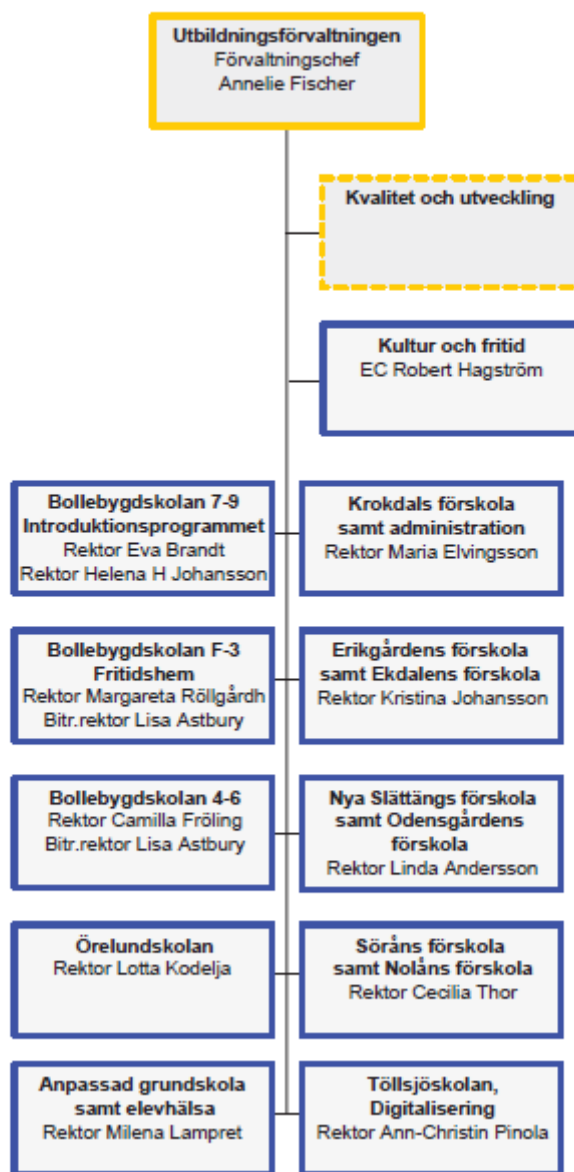 Utbildningsförvaltningen
Förvaltningschef
Annelie Fischer
Kvalitet och utveckling
Kultur och fritid
EC Robert Hagström
Bollebygdskolan 7-9
Introduktionsprogrammet
Rektor Eva Brandt
Rektor Helena H Johansson
Krokdals förskola
samt administration
Rektor Maria Elvingsson
Bollebygdskolan F-3
Fritidshem
Rektor Margareta Röllgårdh
Bitr.rektor Lisa Astbury
Erikgårdens förskola
samt Ekdalens förskola
Rektor Kristina Johansson
Bollebygdskolan 4-6
Rektor Camilla Fröling
Bitr.rektor Lisa Astbury
Nya Slättängs förskola
samt Odensgårdens
förskola
Rektor Linda Andersson
Örelundskolan
Rektor Lotta Kodelja
Söråns förskola
samt Nolåns förskola
Rektor Cecilia Thor
Anpassad grundskola
samt elevhälsa
Rektor Milena Lampret
Töllsjöskolan,
Digitalisering
Rektor Ann-Christin Pinola